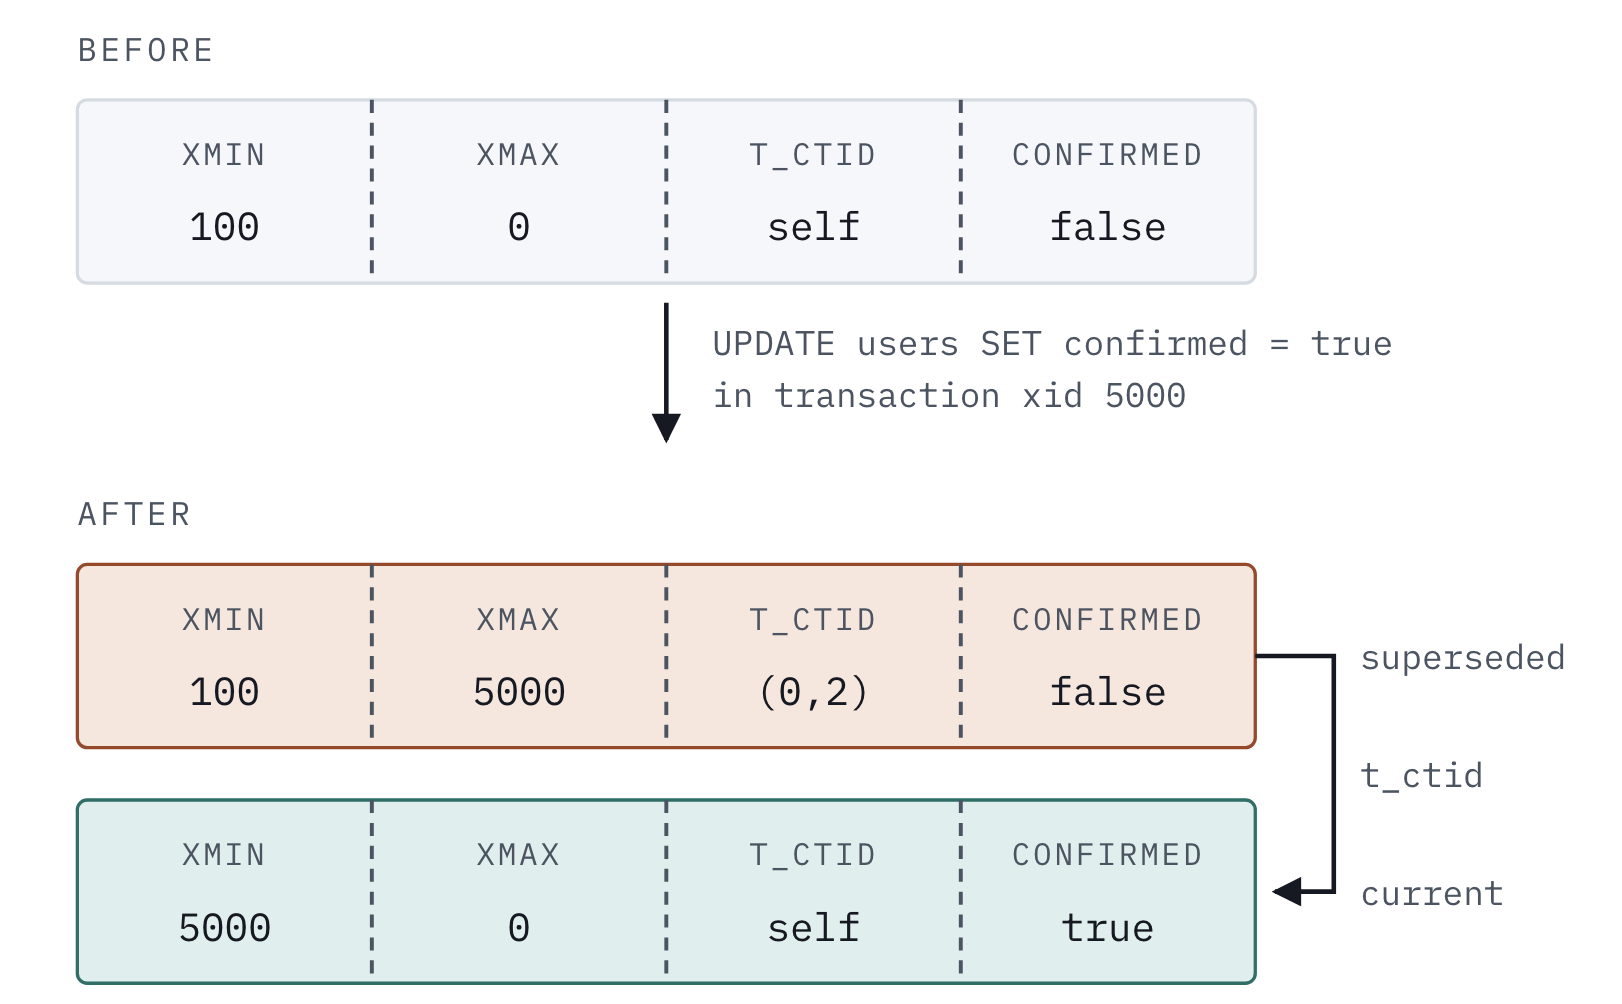 BEFORE
XMIN XMAX T_CTID CONFIRMED
100 0 self false
UPDATE users SET confirmed = true
in transaction xid 5000
AFTER
XMIN XMAX T_CTID CONFIRMED
superseded
100 5000 (0,2) false
t_ctid
XMIN XMAX T_CTID CONFIRMED
current
5000 0 self true